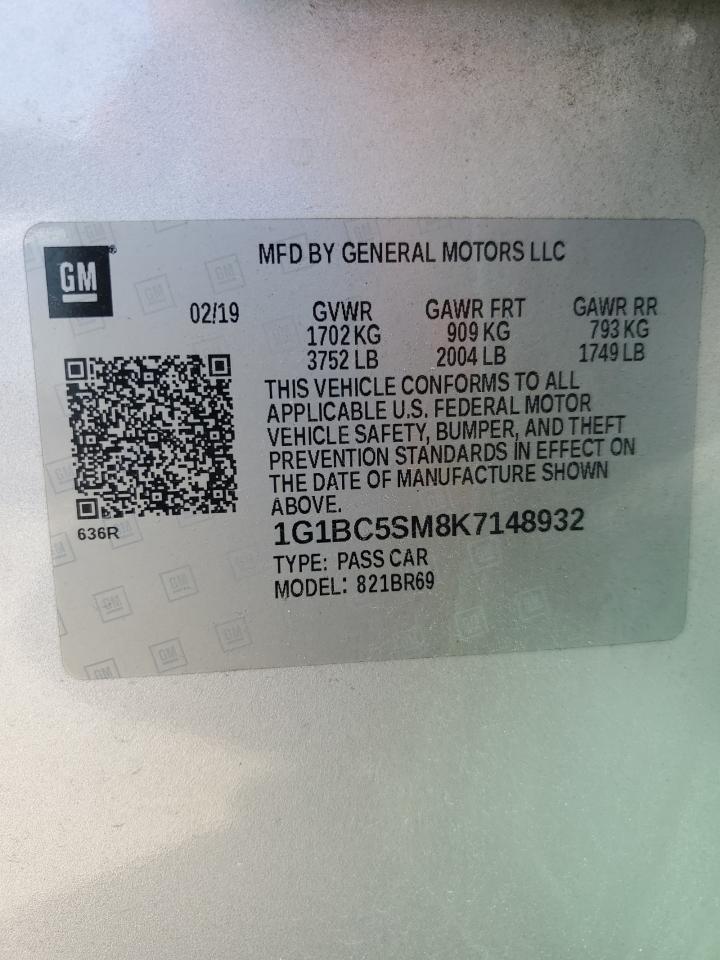 GM
MFD BY GENERAL MOTORS LLC
02/19 GVWR GAWR FRT GAWR RR
1702 KG 909 KG 793 KG
3752 LB 2004 LB 1749 LB
THIS VEHICLE CONFORMS TO ALL
APPLICABLE U.S. FEDERAL MOTOR
VEHICLE SAFETY, BUMPER, AND THEFT
PREVENTION STANDARDS IN EFFECT ON
THE DATE OF MANUFACTURE SHOWN
ABOVE.
636R
1G1BC5SM8K7148932
TYPE: PASS CAR
MODEL: 821BR69